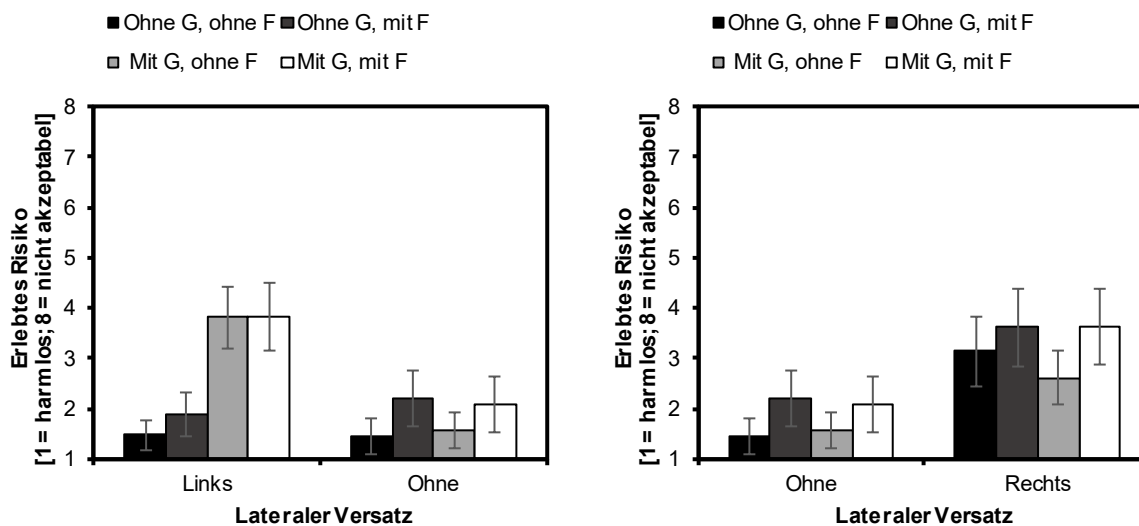 Ohne G, ohne F Ohne G, mit F
Mit G, ohne F Mit G, mit F
Erlebtes Risiko
[1 = harmlos; 8 = nicht akzeptabel]
8
7
6
5
4
3
2
1
Links Ohne
Lateraler Versatz
Ohne G, ohne F Ohne G, mit F
Mit G, ohne F Mit G, mit F
Erlebtes Risiko
[1 = harmlos; 8 = nicht akzeptabel]
8
7
6
5
4
3
2
1
Ohne Rechts
Lateraler Versatz